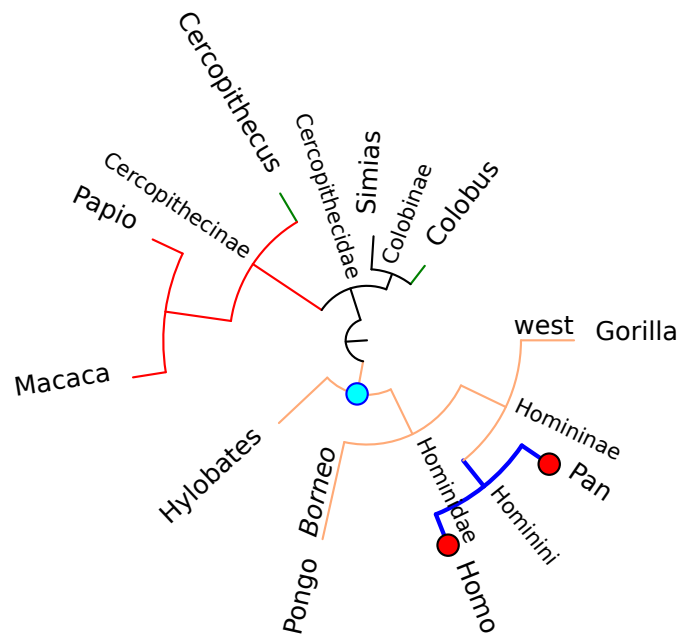 Cercopithecus
Cercopithecidae
Simias
Colobinae
Colobus
Cercopithecinae
Papio
west
Gorilla
Macaca
Homininae
Hylobates
Borneo
Hominidae
Pan
Hominini
Pongo
Homo